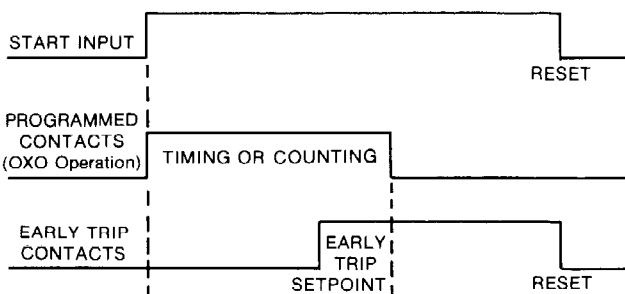 START INPUT
RESET
PROGRAMMED
CONTACTS
(OXO Operation)
TIMING OR COUNTING
EARLY TRIP
CONTACTS
EARLY
TRIP
SETPOINT
RESET